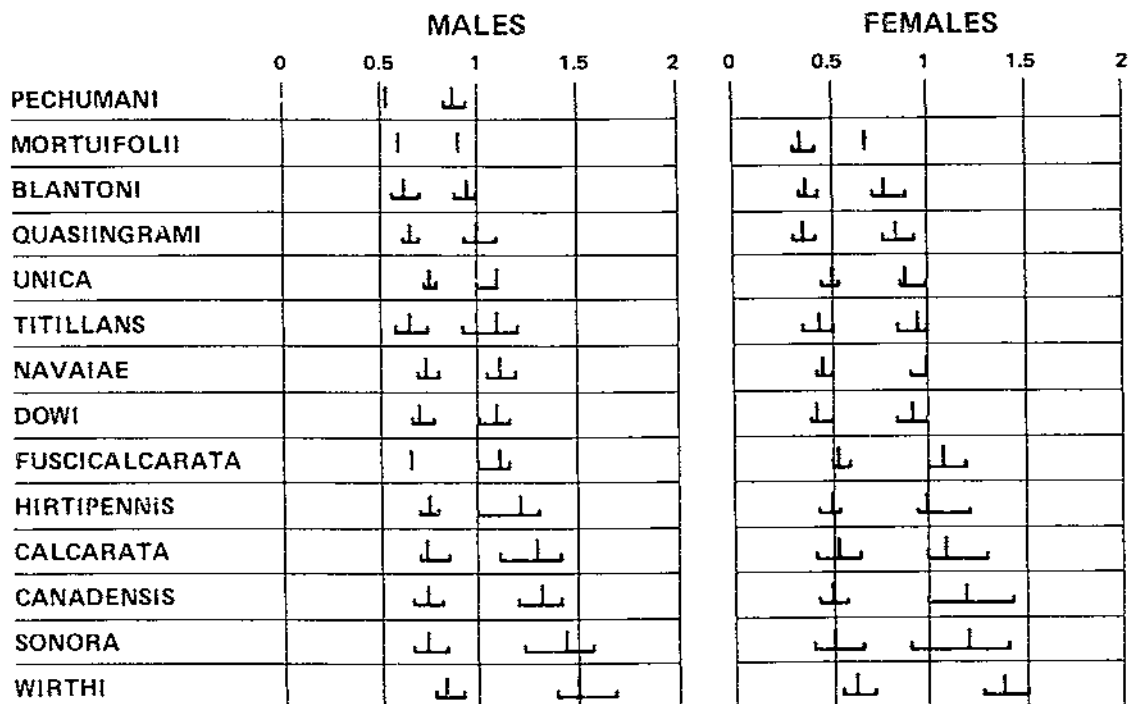 MALES FEMALES
0 0.5 1 1.5 2 0 0.5 1 1.5 2
PECHUMANI
MORTUIFOLII
BLANTONI
QUASIINGRAMI
UNICA
TITILLANS
NAVAIAE
DOWI
FUSCICALCARATA
HIRTIPENNIS
CALCARATA
CANADENSIS
SONORA
WIRTHI